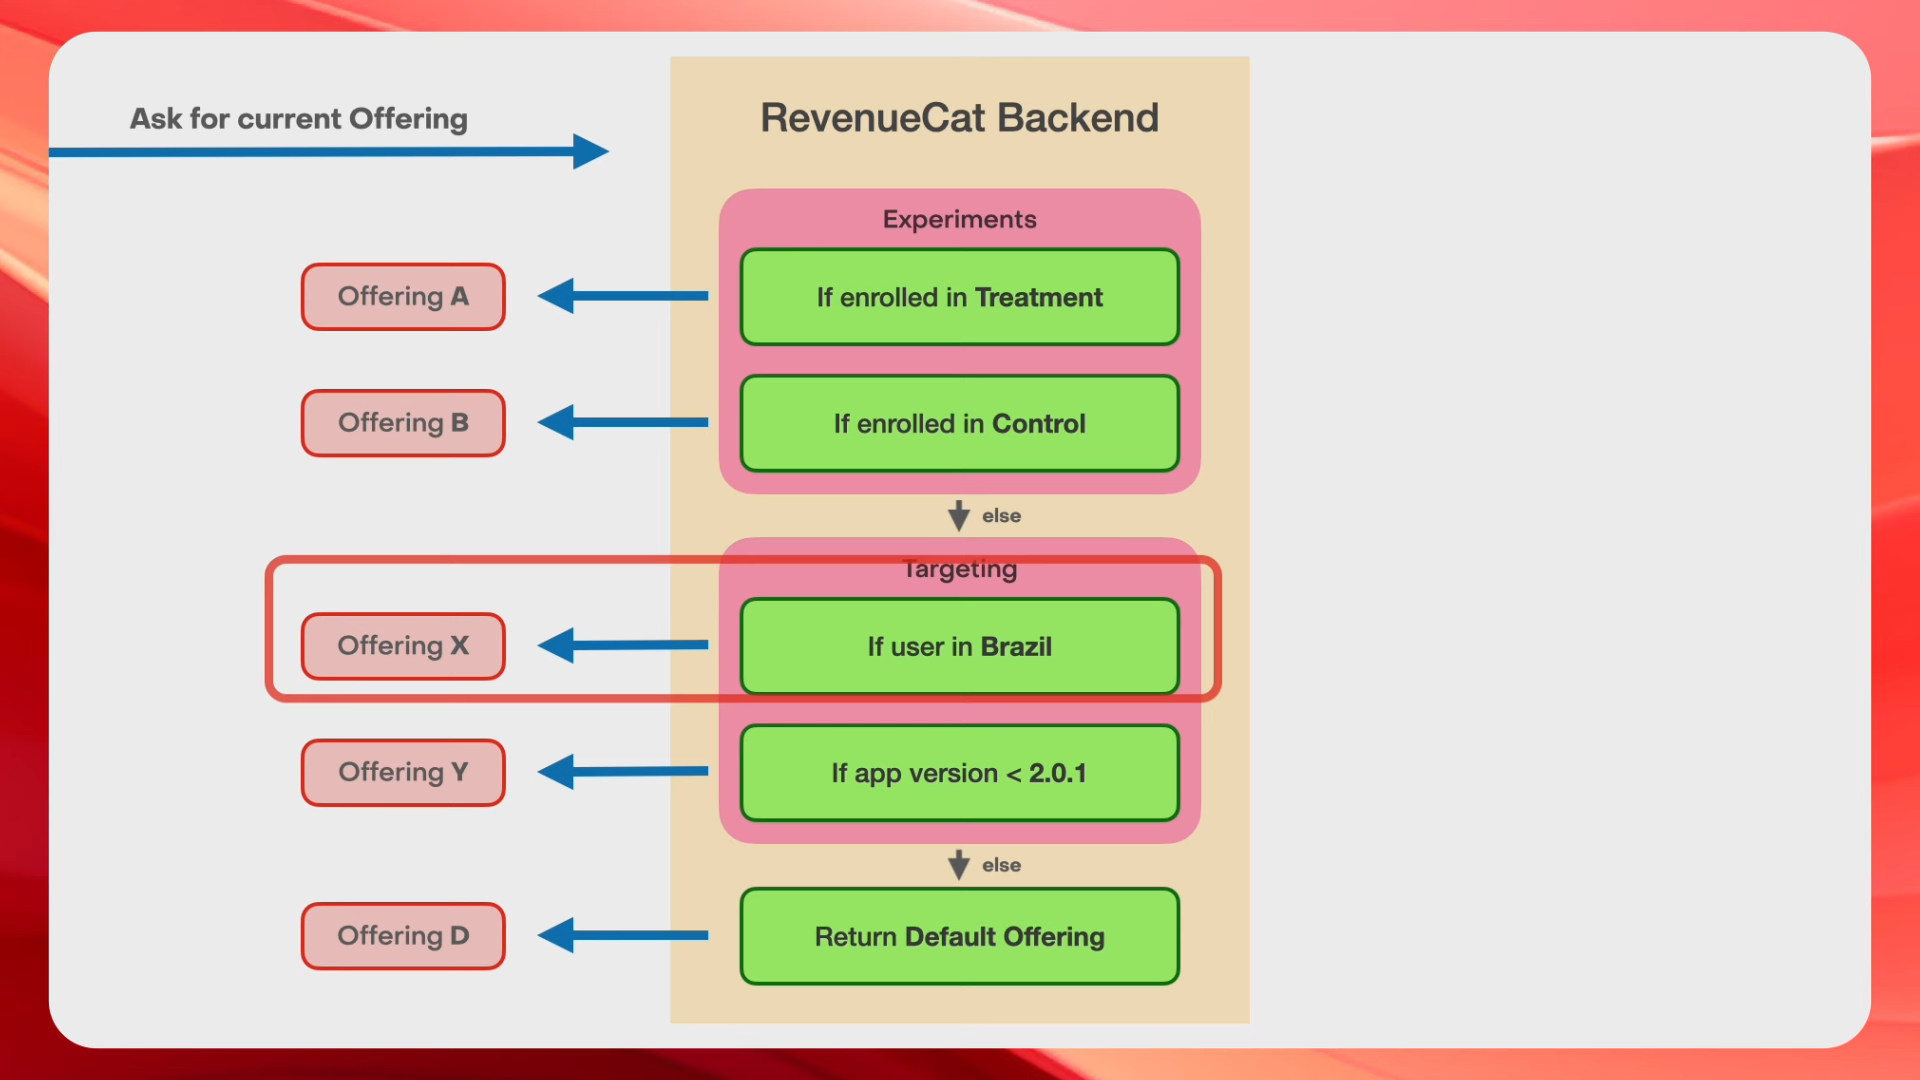 Ask for current Offering
RevenueCat Backend
Experiments
Offering A
If enrolled in Treatment
Offering B
If enrolled in Control
else
Targeting
Offering X
If user in Brazil
Offering Y
If app version < 2.0.1
else
Offering D
Return Default Offering